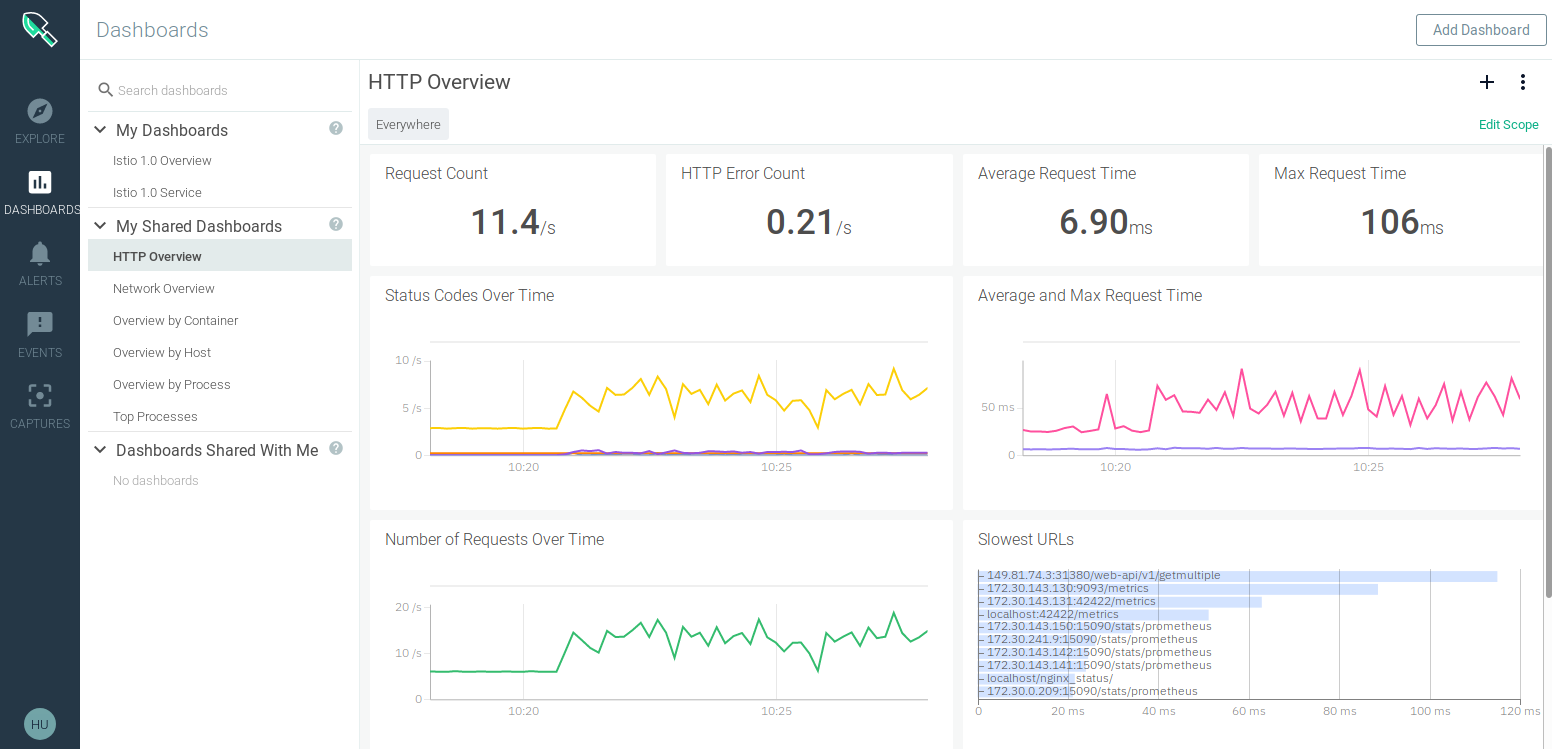 Dashboards
Add Dashboard
EXPLORE
DASHBOARDS
ALERTS
EVENTS
CAPTURES
HU
Search dashboards
My Dashboards
Istio 1.0 Overview
Istio 1.0 Service
My Shared Dashboards
HTTP Overview
Network Overview
Overview by Container
Overview by Host
Overview by Process
Top Processes
Dashboards Shared With Me
No dashboards
HTTP Overview
Everywhere
Edit Scope
Request Count
11.4/s
HTTP Error Count
0.21/s
Average Request Time
6.90ms
Max Request Time
106ms
Status Codes Over Time
10 /s
5 /s
0
10:20
10:25
Average and Max Request Time
50 ms
0
10:20
10:25
Number of Requests Over Time
20 /s
10 /s
0
10:20
10:25
Slowest URLs
149.81.74.3:31380/web-api/v1/getmultiple
172.30.143.130:9093/metrics
172.30.143.131:42422/metrics
localhost:42422/metrics
172.30.143.150:15090/stats/prometheus
172.30.241.9:15090/stats/prometheus
172.30.143.142:15090/stats/prometheus
172.30.143.141:15090/stats/prometheus
localhost/nginx_status/
172.30.0.209:15090/stats/prometheus
0
20 ms
40 ms
60 ms
80 ms
100 ms
120 ms